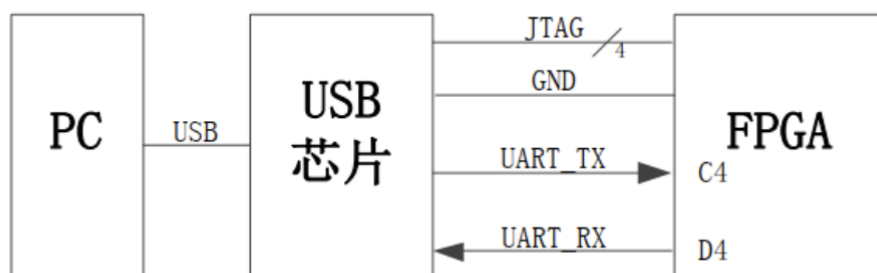 PC
USB
USB
芯片
JTAG
4
GND
UART_TX
UART_RX
FPGA
C4
D4